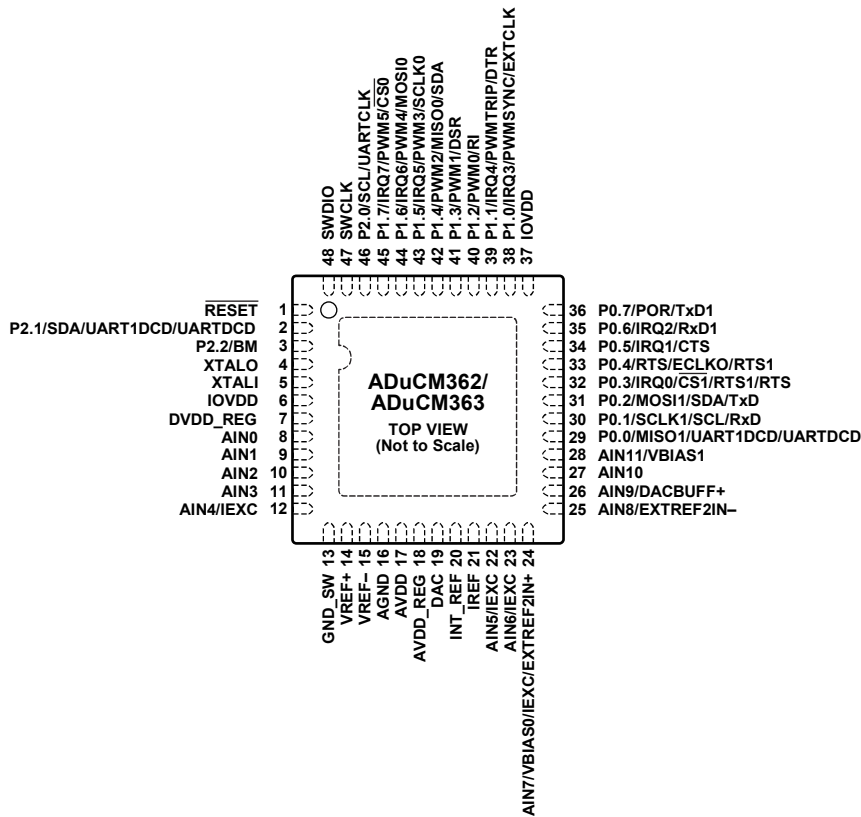 48 SWDIO
47 SWCLK
46 P2.0/SCL/UARTCLK
45 P1.7/IRQ7/PWM5/C̅S̅0̅
44 P1.6/IRQ6/PWM4/MOSI0
43 P1.5/IRQ5/PWM3/SCLK0
42 P1.4/PWM2/MISO0/SDA
41 P1.3/PWM1/DSR
40 P1.2/PWM0/RI
39 P1.1/IRQ4/PWMTRIP/DTR
38 P1.0/IRQ3/PWMSYNC/EXTCLK
37 IOVDD
R̅E̅S̅E̅T̅ 1
P2.1/SDA/UART1DCD/UARTDCD 2
P2.2/BM 3
XTALO 4
XTALI 5
IOVDD 6
DVDD_REG 7
AIN0 8
AIN1 9
AIN2 10
AIN3 11
AIN4/IEXC 12
ADuCM362/
ADuCM363
TOP VIEW
(Not to Scale)
36 P0.7/POR/TxD1
35 P0.6/IRQ2/RxD1
34 P0.5/IRQ1/CTS
33 P0.4/RTS/ECLKO/RTS1
32 P0.3/IRQ0/C̅S̅1̅/RTS1/RTS
31 P0.2/MOSI1/SDA/TxD
30 P0.1/SCLK1/SCL/RxD
29 P0.0/MISO1/UART1DCD/UARTDCD
28 AIN11/VBIAS1
27 AIN10
26 AIN9/DACBUFF+
25 AIN8/EXTREF2IN–
GND_SW 13
VREF+ 14
VREF– 15
AGND 16
AVDD 17
AVDD_REG 18
DAC 19
INT_REF 20
IREF 21
AIN5/IEXC 22
AIN6/IEXC 23
AIN7/VBIAS0/IEXC/EXTREF2IN+ 24